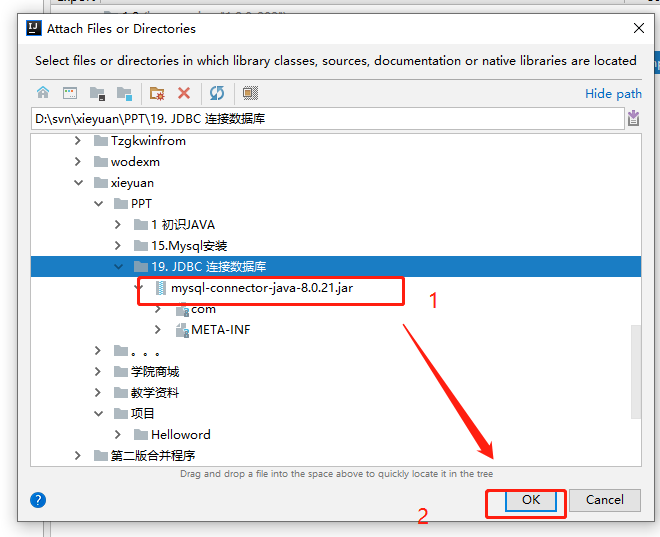 Attach Files or Directories
Select files or directories in which library classes, sources, documentation or native libraries are located
Hide path
D:\svn\xieyuan\PPT\19. JDBC 连接数据库
Tzgkwinfrom
wodexm
xieyuan
PPT
1 初识JAVA
15.Mysql安装
19. JDBC 连接数据库
mysql-connector-java-8.0.21.jar
1
com
META-INF
。。。
学院商城
教学资料
项目
Helloword
第二版合并程序
Drag and drop a file into the space above to quickly locate it in the tree
?
OK
Cancel
2